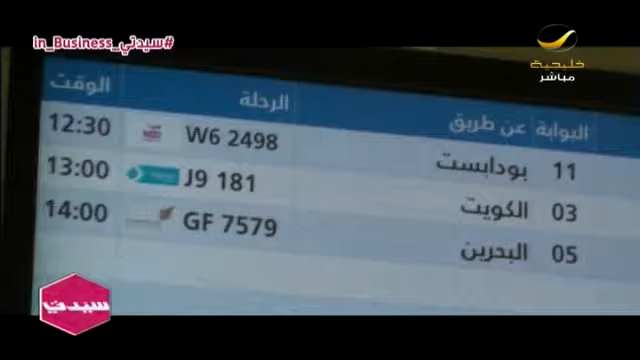 #سيدتي_in_Business
خليجية
مباشر
الوقت الرحلة عن طريق البوابة
12:30 W6 2498 بودابست 11
13:00 J9 181 الكويت 03
14:00 GF 7579 البحرين 05
سيدتي